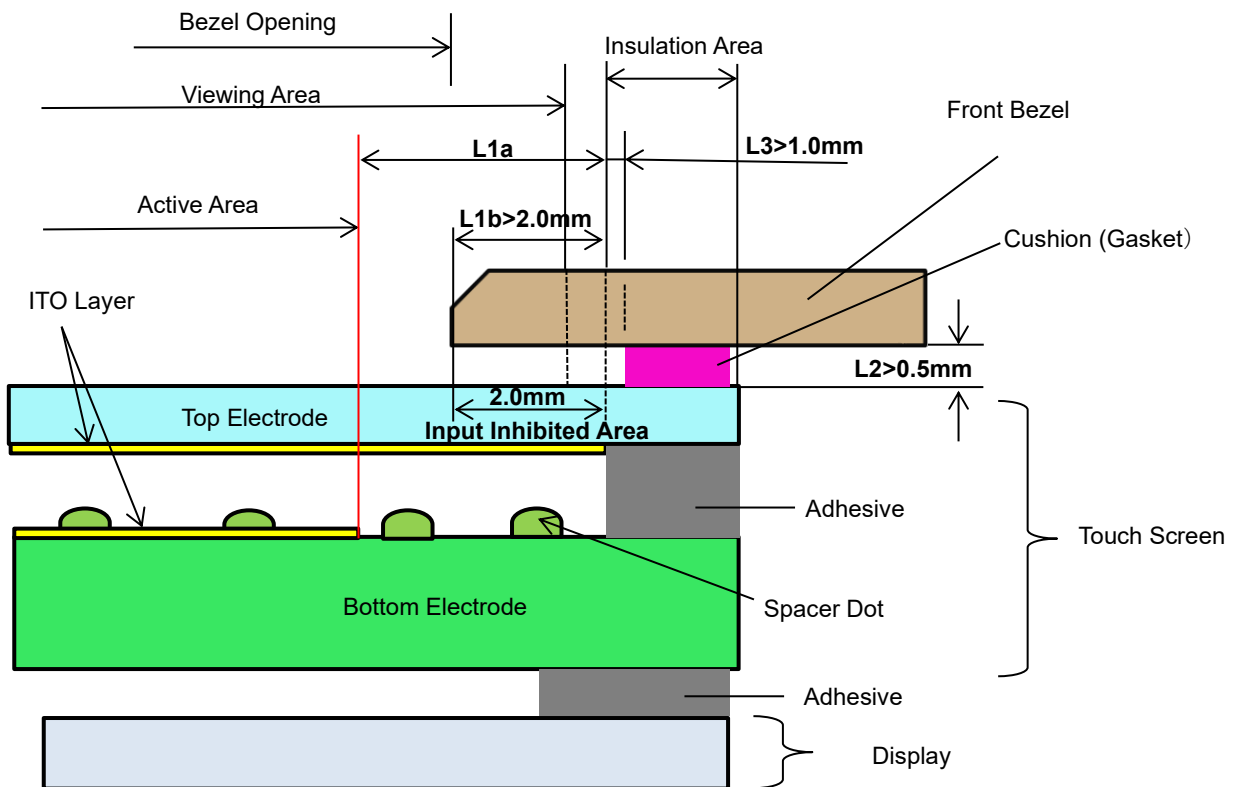 Bezel Opening
Insulation Area
Viewing Area
Front Bezel
L1a
L3>1.0mm
Active Area
L1b>2.0mm
Cushion (Gasket）
ITO Layer
L2>0.5mm
2.0mm
Top Electrode
Input Inhibited Area
Adhesive
Touch Screen
Bottom Electrode
Spacer Dot
Adhesive
Display